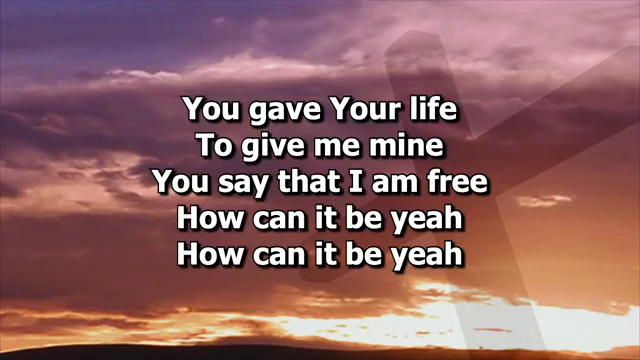 You gave Your life
To give me mine
You say that I am free
How can it be yeah
How can it be yeah